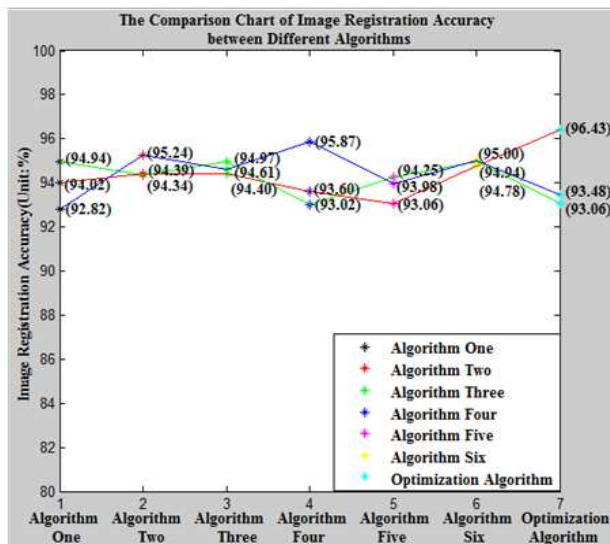 The Comparison Chart of Image Registration Accuracy
between Different Algorithms
Image Registration Accuracy(Unit:%)
100
98
96
94
92
90
88
86
84
82
80
(94.94)
(94.02)
(92.82)
(95.24)
(94.39)
(94.34)
(94.97)
(94.61)
(94.40)
(95.87)
(93.60)
(93.02)
(94.25)
(93.98)
(93.06)
(95.00)
(94.94)
(94.78)
(96.43)
(93.48)
(93.06)
Algorithm One
Algorithm Two
Algorithm Three
Algorithm Four
Algorithm Five
Algorithm Six
Optimization Algorithm
1 2 3 4 5 6 7
Algorithm Algorithm Algorithm Algorithm Algorithm Algorithm Optimization
One Two Three Four Five Six Algorithm